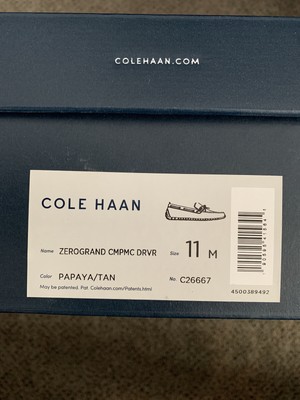 COLEHAAN.COM
COLE HAAN
Name ZEROGRAND CMPMC DRVR Size 11 M
Color PAPAYA/TAN No. C26667
May be patented. Pat. Colehaan.com/Patents.html
4500389492